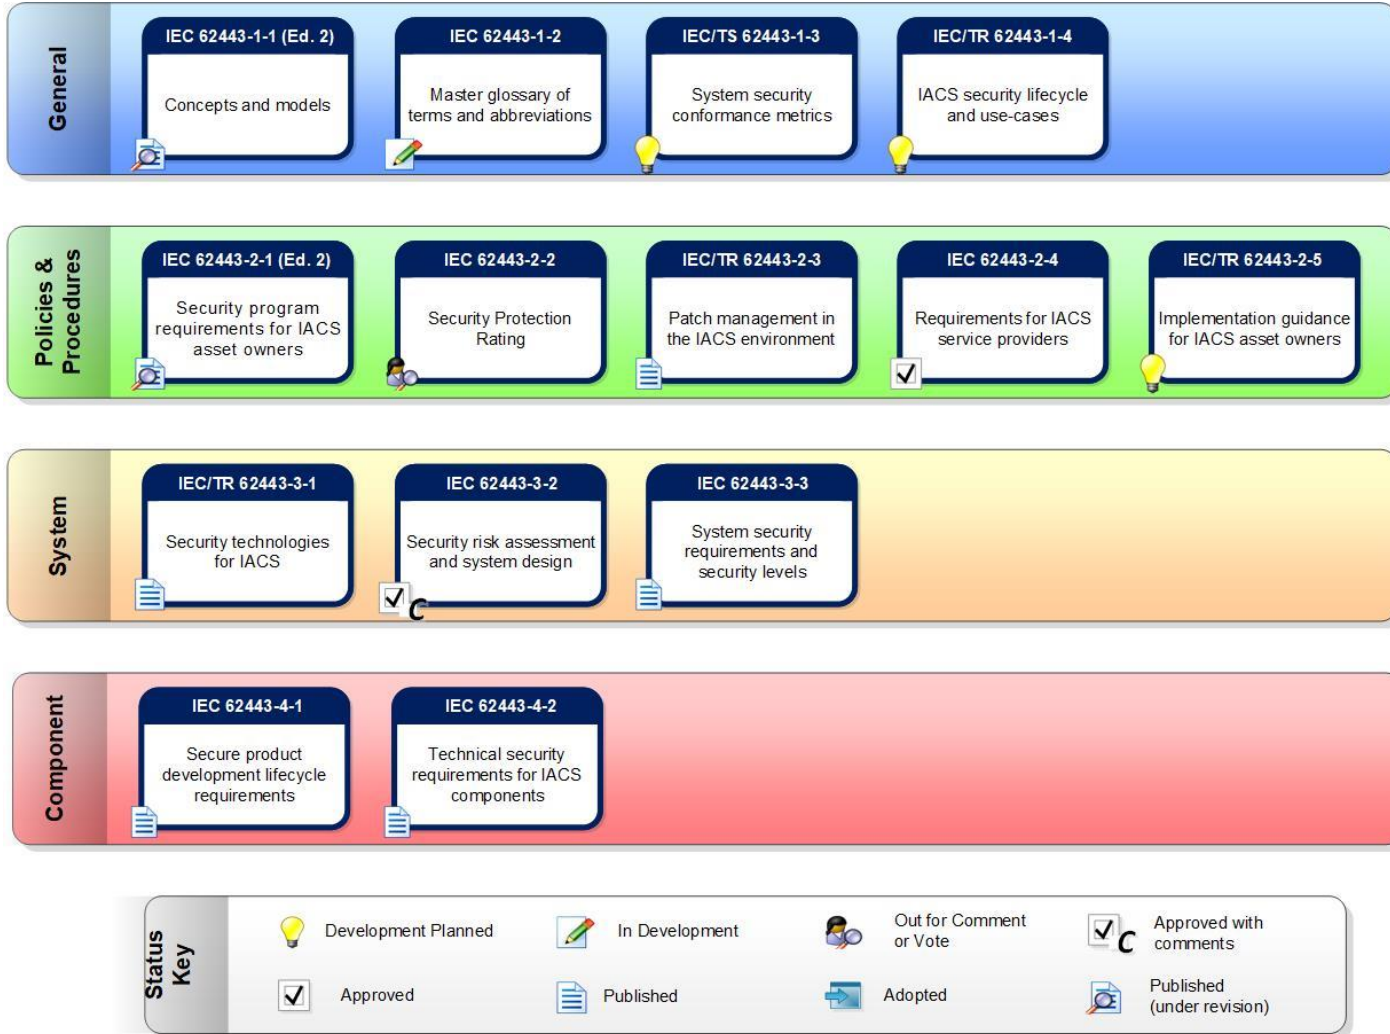 General
IEC 62443-1-1 (Ed. 2)
Concepts and models
IEC 62443-1-2
Master glossary of
terms and abbreviations
IEC/TS 62443-1-3
System security
conformance metrics
IEC/TR 62443-1-4
IACS security lifecycle
and use-cases
Policies &
Procedures
IEC 62443-2-1 (Ed. 2)
Security program
requirements for IACS
asset owners
IEC 62443-2-2
Security Protection
Rating
IEC/TR 62443-2-3
Patch management in
the IACS environment
IEC 62443-2-4
Requirements for IACS
service providers
IEC/TR 62443-2-5
Implementation guidance
for IACS asset owners
System
IEC/TR 62443-3-1
Security technologies
for IACS
IEC 62443-3-2
Security risk assessment
and system design
C
IEC 62443-3-3
System security
requirements and
security levels
Component
IEC 62443-4-1
Secure product
development lifecycle
requirements
IEC 62443-4-2
Technical security
requirements for IACS
components
Status
Key
Development Planned
In Development
Out for Comment
or Vote
C
Approved with
comments
Approved
Published
Adopted
Published
(under revision)